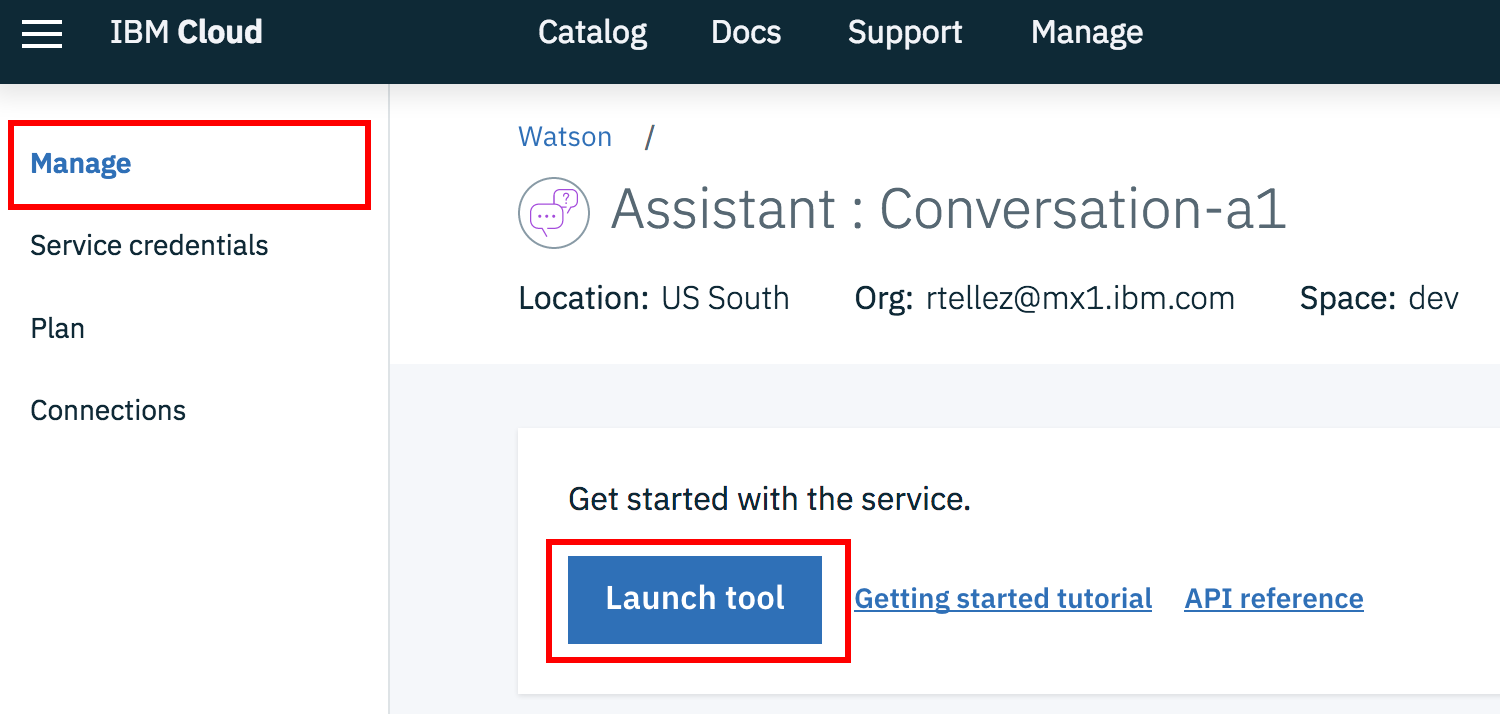 IBM Cloud Catalog Docs Support Manage
Manage
Service credentials
Plan
Connections
Watson /
Assistant : Conversation-a1
Location: US South Org: rtellez@mx1.ibm.com Space: dev
Get started with the service.
Launch tool Getting started tutorial API reference